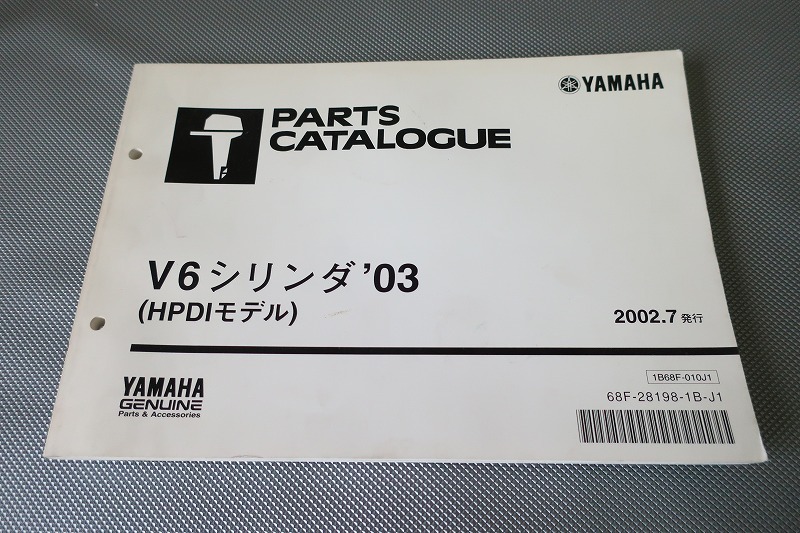 YAMAHA
PARTS
CATALOGUE
V6シリンダ '03
(HPDIモデル)
2002.7 発行
1B68F-010J1
68F-28198-1B-J1
YAMAHA
GENUINE
Parts & Accessories